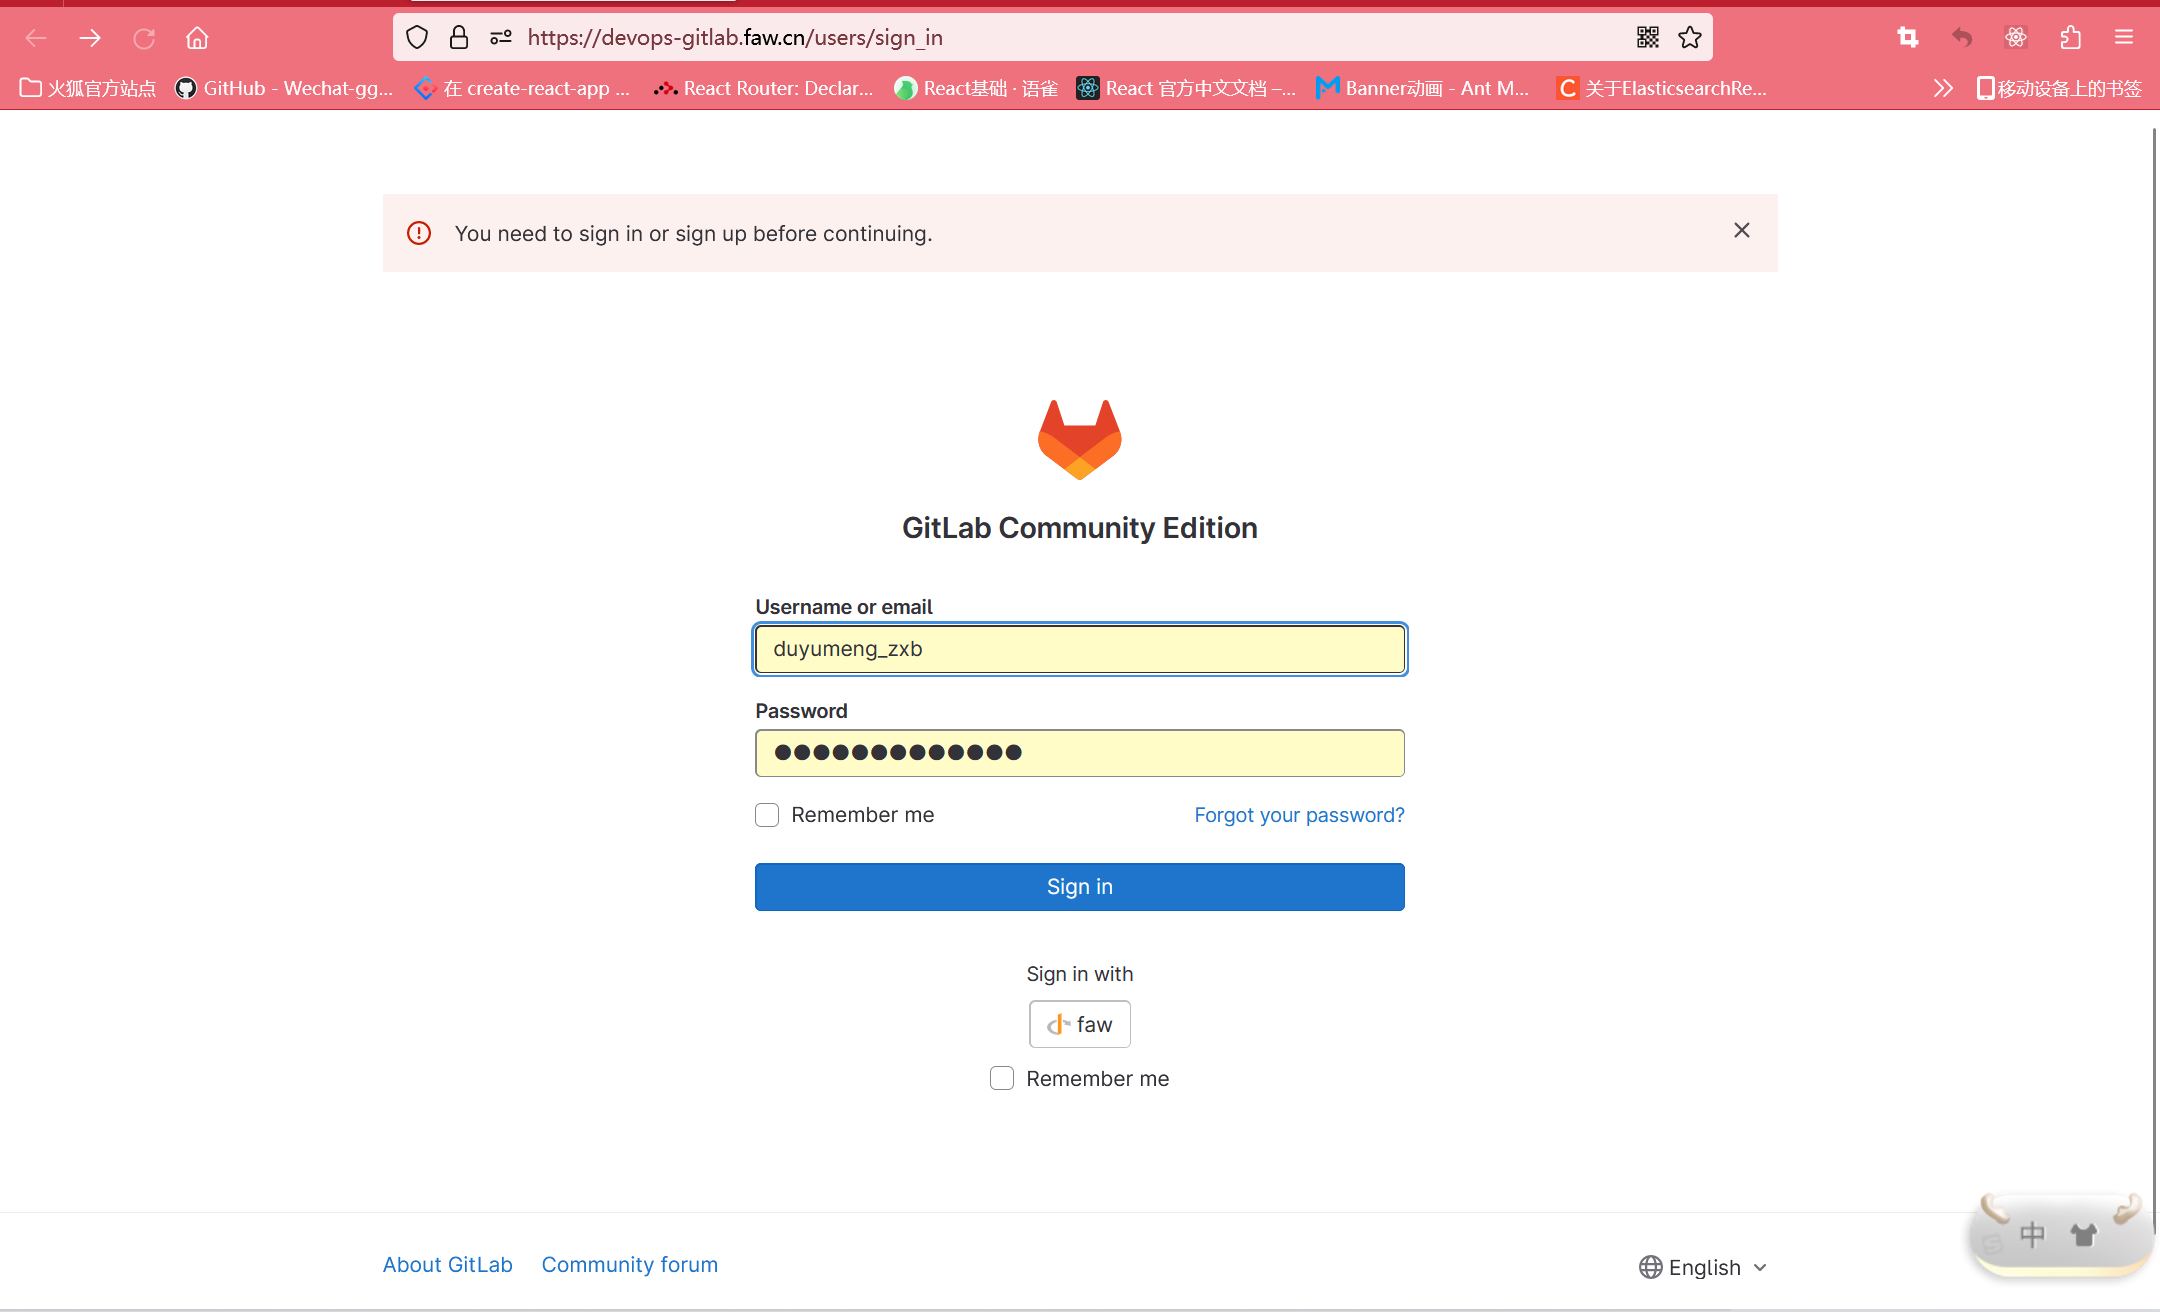 https://devops-gitlab.faw.cn/users/sign_in
火狐官方站点 GitHub - Wechat-gg... 在 create-react-app ... React Router: Declar... React基础 · 语雀 React 官方中文文档 –... Banner动画 - Ant M... C 关于ElasticsearchRe... 移动设备上的书签
You need to sign in or sign up before continuing.
GitLab Community Edition
Username or email
duyumeng_zxb
Password
Remember me Forgot your password?
Sign in
Sign in with
faw
Remember me
About GitLab Community forum English
S 中